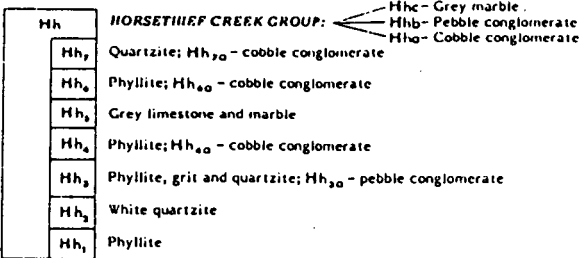 Hhc – Grey marble
Hh HORSETHIEF CREEK GROUP: Hhb – Pebble conglomerate
Hha – Cobble conglomerate
Hh₇ Quartzite; Hh₇ₐ – cobble conglomerate
Hh₆ Phyllite; Hh₆ₐ – cobble conglomerate
Hh₅ Grey limestone and marble
Hh₄ Phyllite; Hh₄ₐ – cobble conglomerate
Hh₃ Phyllite, grit and quartzite; Hh₃ₐ – pebble conglomerate
Hh₂ White quartzite
Hh₁ Phyllite